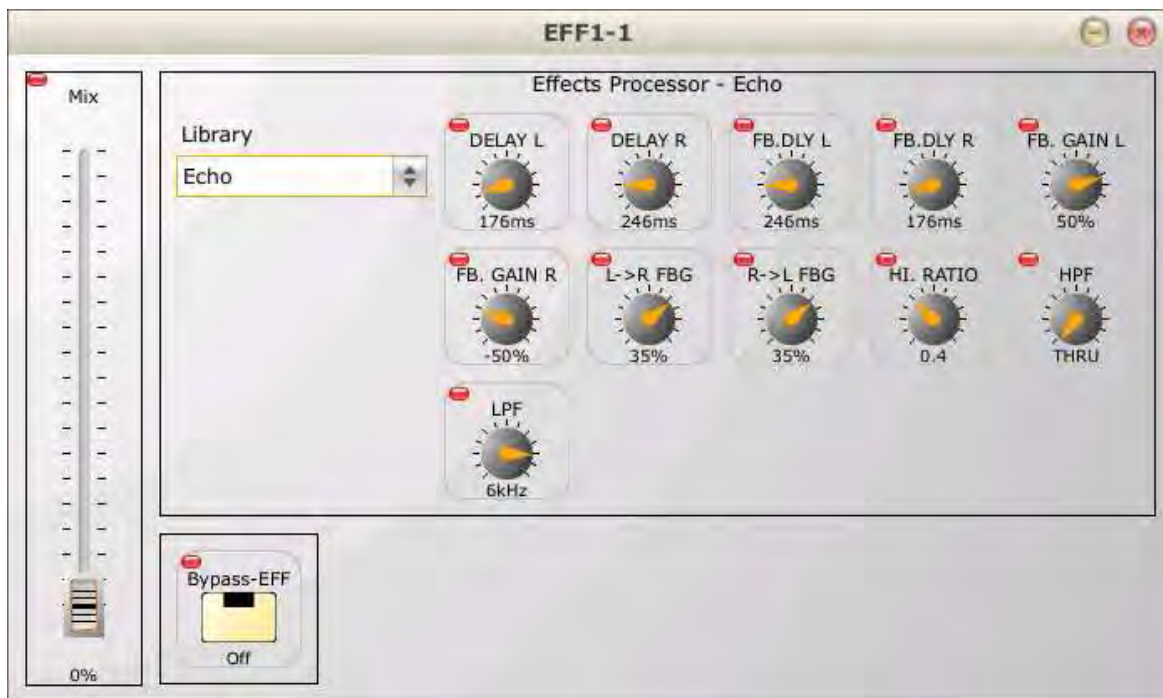 EFF1-1
Mix
0%
Effects Processor - Echo
Library
Echo
DELAY L
176ms
DELAY R
246ms
FB.DLY L
246ms
FB.DLY R
176ms
FB. GAIN L
50%
FB. GAIN R
-50%
L->R FBG
35%
R->L FBG
35%
HI. RATIO
0.4
HPF
THRU
LPF
6kHz
Bypass-EFF
Off